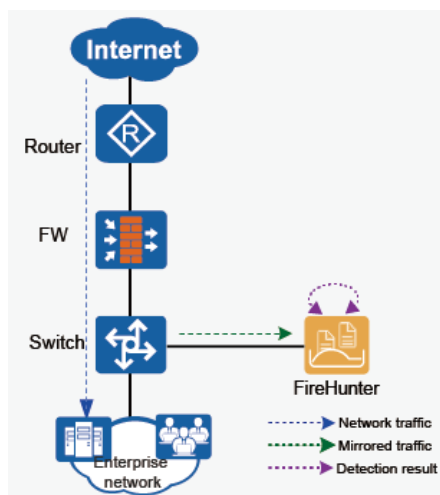 Internet
R
Router
FW
Switch
FireHunter
Enterprise
network
Network traffic
Mirrored traffic
Detection result